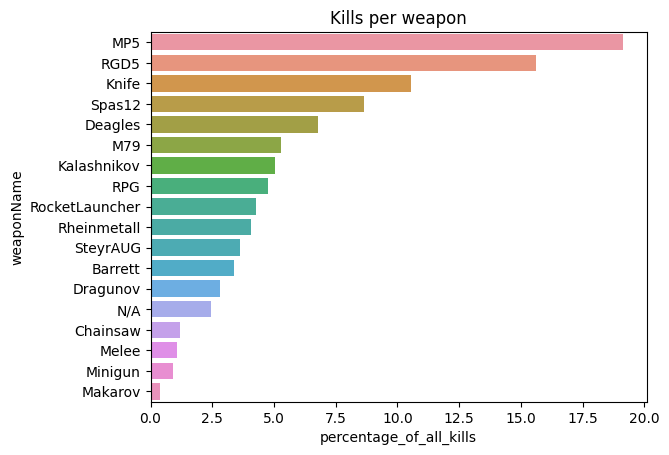 Kills per weapon
MP5
RGD5
Knife
Spas12
Deagles
M79
Kalashnikov
RPG
RocketLauncher
Rheinmetall
SteyrAUG
Barrett
Dragunov
N/A
Chainsaw
Melee
Minigun
Makarov
weaponName
0.0 2.5 5.0 7.5 10.0 12.5 15.0 17.5 20.0
percentage_of_all_kills